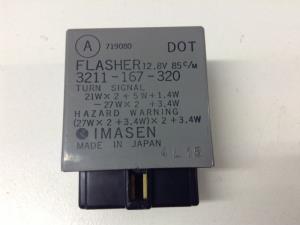 A 719080 DOT
FLASHER 12.8V 85 C/M
3211-167-320
TURN SIGNAL
21W×2+5W+1.4W
-27W×2+3.4W
HAZARD WARNING
(27W×2+3.4W)×2+3.4W
IMASEN
MADE IN JAPAN